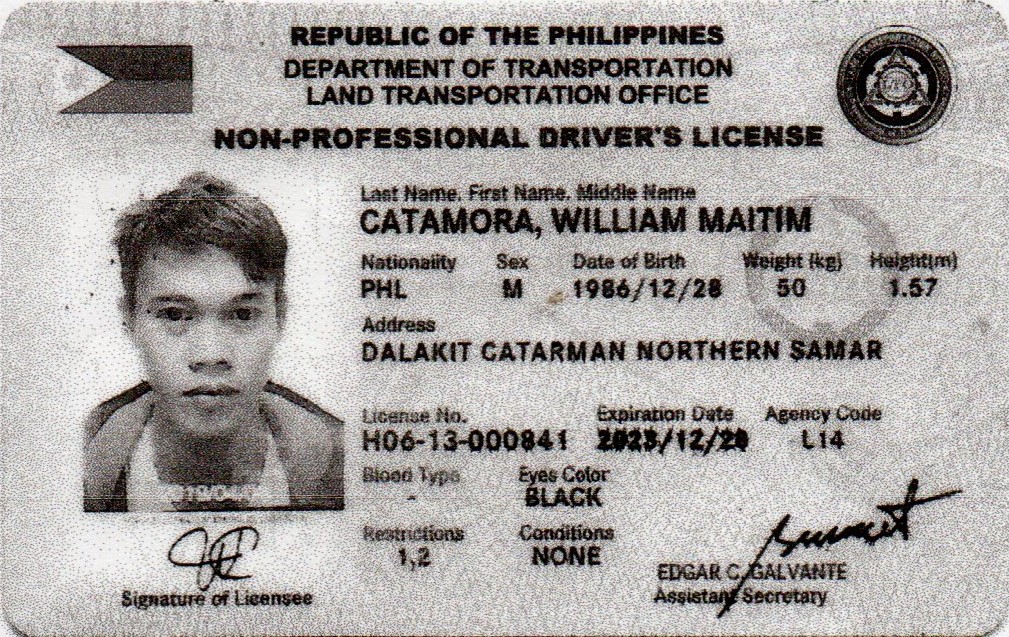 REPUBLIC OF THE PHILIPPINES
DEPARTMENT OF TRANSPORTATION
LAND TRANSPORTATION OFFICE
NON-PROFESSIONAL DRIVER'S LICENSE
Last Name, First Name, Middle Name
CATAMORA, WILLIAM MAITIM
Nationality Sex Date of Birth Weight (kg) Height(m)
PHL M 1986/12/28 50 1.57
Address
DALAKIT CATARMAN NORTHERN SAMAR
License No. Expiration Date Agency Code
H06-13-000841 2023/12/28 L14
Blood Type Eyes Color
- BLACK
Restrictions Conditions
1,2 NONE
EDGAR C. GALVANTE
Assistant Secretary
Signature of Licensee